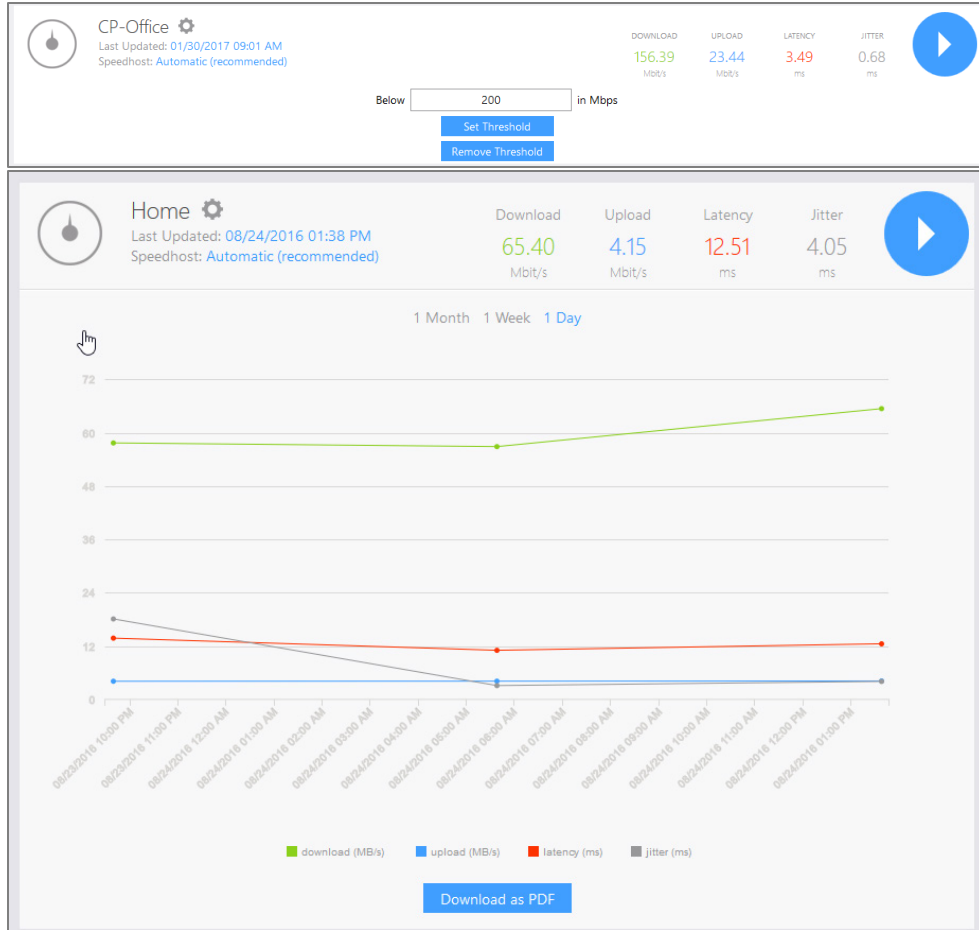 CP-Office
Last Updated: 01/30/2017 09:01 AM
Speedhost: Automatic (recommended)
DOWNLOAD UPLOAD LATENCY JITTER
156.39 23.44 3.49 0.68
Mbit/s Mbit/s ms ms
Below 200 in Mbps
Set Threshold
Remove Threshold
Home
Last Updated: 08/24/2016 01:38 PM
Speedhost: Automatic (recommended)
Download Upload Latency Jitter
65.40 4.15 12.51 4.05
Mbit/s Mbit/s ms ms
1 Month 1 Week 1 Day
72
60
48
36
24
12
0
08/23/2016 10:00 PM
08/23/2016 11:00 PM
08/24/2016 12:00 AM
08/24/2016 01:00 AM
08/24/2016 02:00 AM
08/24/2016 03:00 AM
08/24/2016 04:00 AM
08/24/2016 05:00 AM
08/24/2016 06:00 AM
08/24/2016 07:00 AM
08/24/2016 08:00 AM
08/24/2016 09:00 AM
08/24/2016 10:00 AM
08/24/2016 11:00 AM
08/24/2016 12:00 PM
08/24/2016 01:00 PM
download (MB/s) upload (MB/s) latency (ms) jitter (ms)
Download as PDF